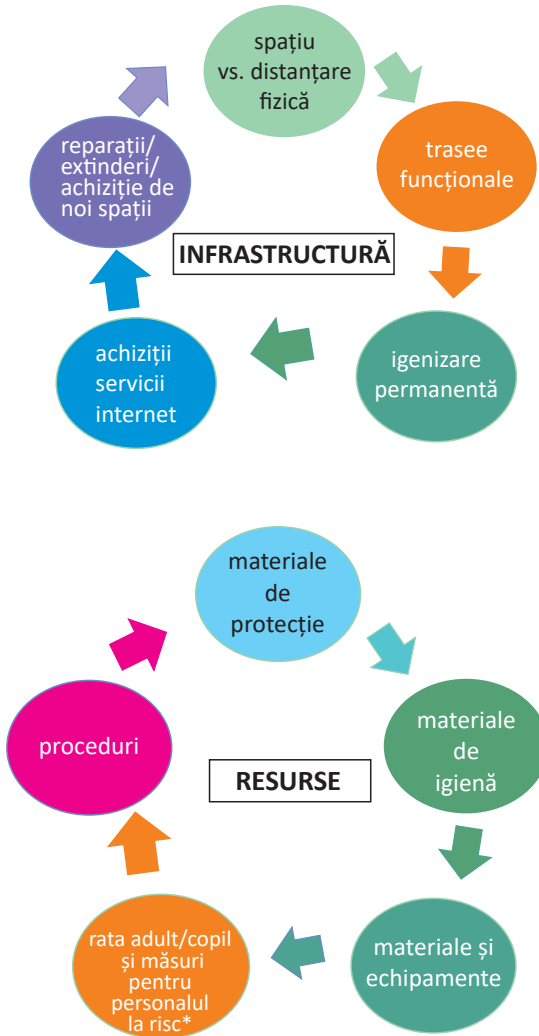 spațiu
vs. distanțare
fizică
trasee
funcționale
igenizare
permanentă
achiziții
servicii
internet
reparații/
extinderi/
achiziție de
noi spații
INFRASTRUCTURĂ
materiale
de
protecție
materiale
de
igienă
materiale și
echipamente
rata adult/copil
și măsuri
pentru
personalul
la risc*
proceduri
RESURSE